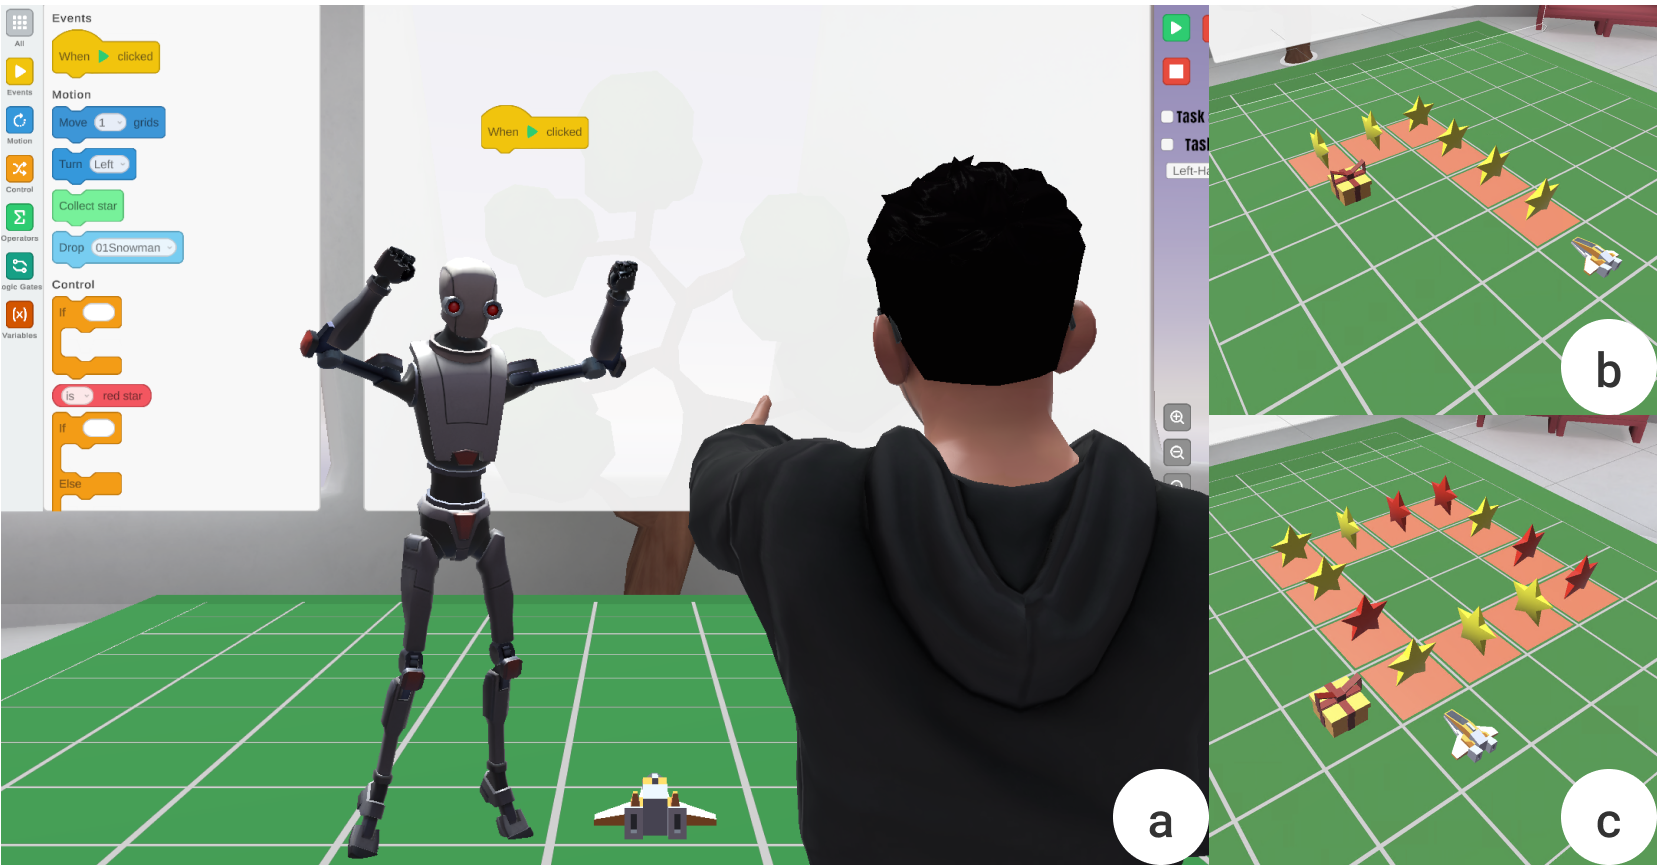 All
Events
Motion
Control
Operators
ogic Gates
Variables
Events
When clicked
Motion
Move 1 grids
Turn Left
Collect star
Drop 01Snowman
Control
If
is red star
If
Else
When clicked
Task
Tas
Left-Ha
a
b
c